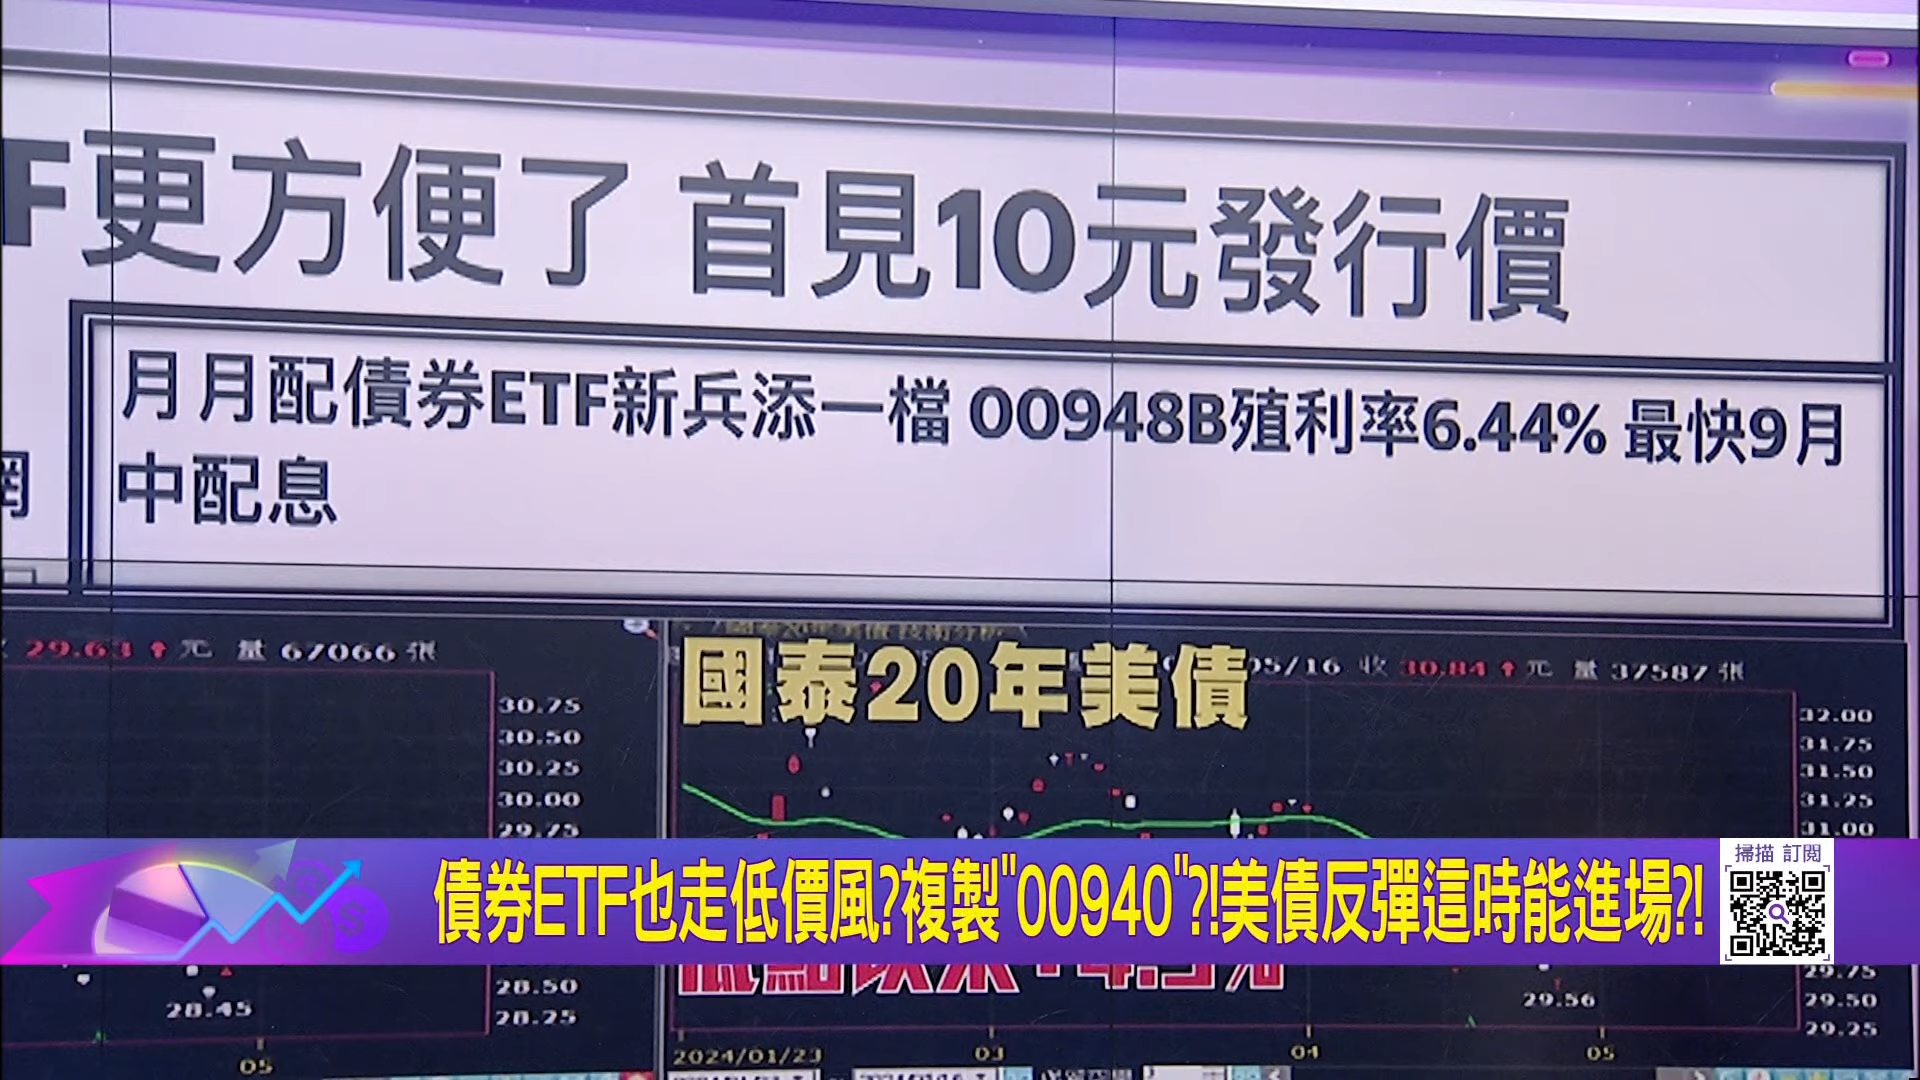 F更方便了 首見10元發行價
月月配債券ETF新兵添一檔 00948B殖利率6.44% 最快9月
網 中配息
29.63 元 量 67066 張
30.75
30.50
30.25
30.00
29.75
28.50
28.25
28.45
05
國泰20年美債
05/16 收 30.84 元 量 37587 張
32.00
31.75
31.50
31.25
31.00
債券ETF也走低價風?複製"00940"?!美債反彈這時能進場?!
掃描 訂閱
低點以來+4.3%
29.75
29.50
29.25
29.56
2024/01/23 03 04 05